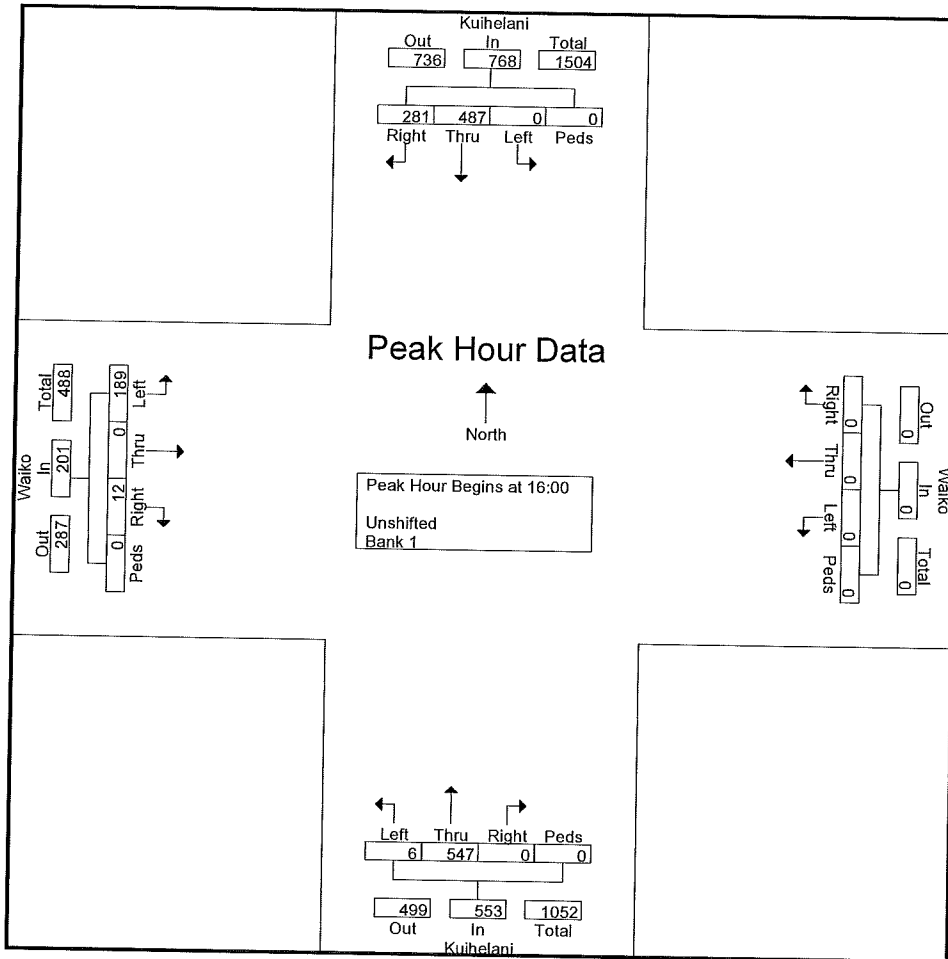 Kuihelani
Out In Total
736 768 1504
281 487 0 0
Right Thru Left Peds
Peak Hour Data
North
Peak Hour Begins at 16:00
Unshifted
Bank 1
Waiko
Total In Out
488 201 287
189 0 12 0
Left Thru Right Peds
Waiko
Out In Total
0 0 0
Right Thru Left Peds
0 0 0 0
Left Thru Right Peds
6 547 0 0
499 553 1052
Out In Total
Kuihelani